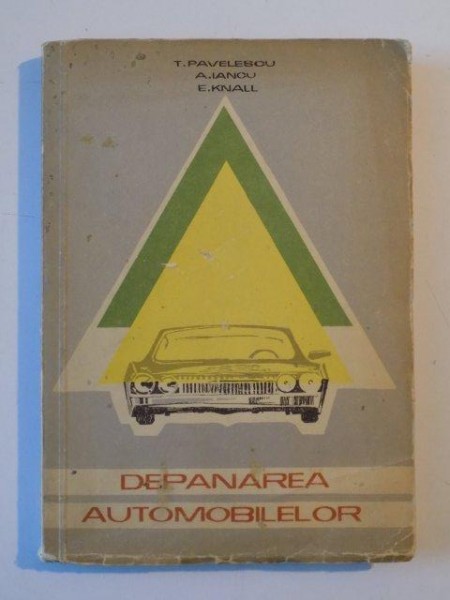 T. PAVELESCU
A. IANCU
E. KNALL
DEPANAREA
AUTOMOBILELOR